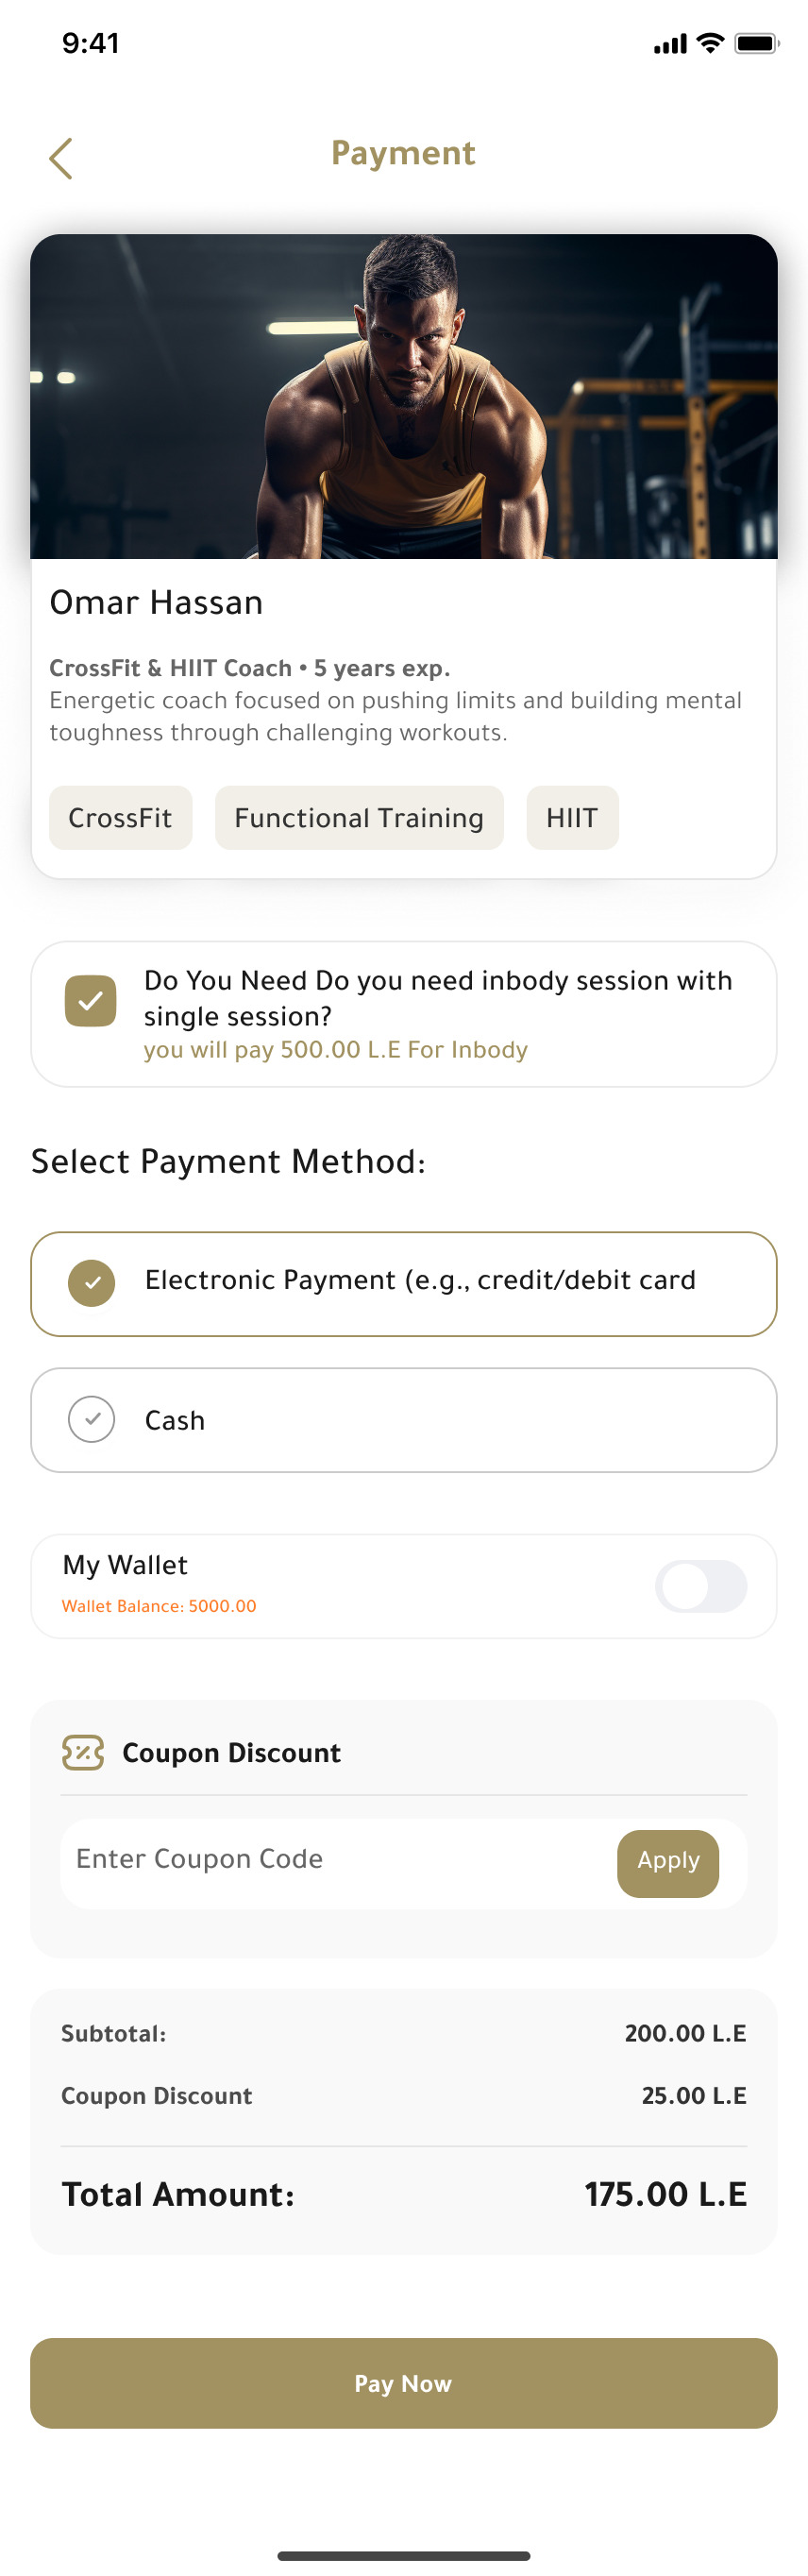 9:41
Payment
Omar Hassan
CrossFit & HIIT Coach • 5 years exp.
Energetic coach focused on pushing limits and building mental
toughness through challenging workouts.
CrossFit
Functional Training
HIIT
Do You Need Do you need inbody session with
single session?
you will pay 500.00 L.E For Inbody
Select Payment Method:
Electronic Payment (e.g., credit/debit card
Cash
My Wallet
Wallet Balance: 5000.00
Coupon Discount
Enter Coupon Code
Apply
Subtotal: 200.00 L.E
Coupon Discount 25.00 L.E
Total Amount: 175.00 L.E
Pay Now